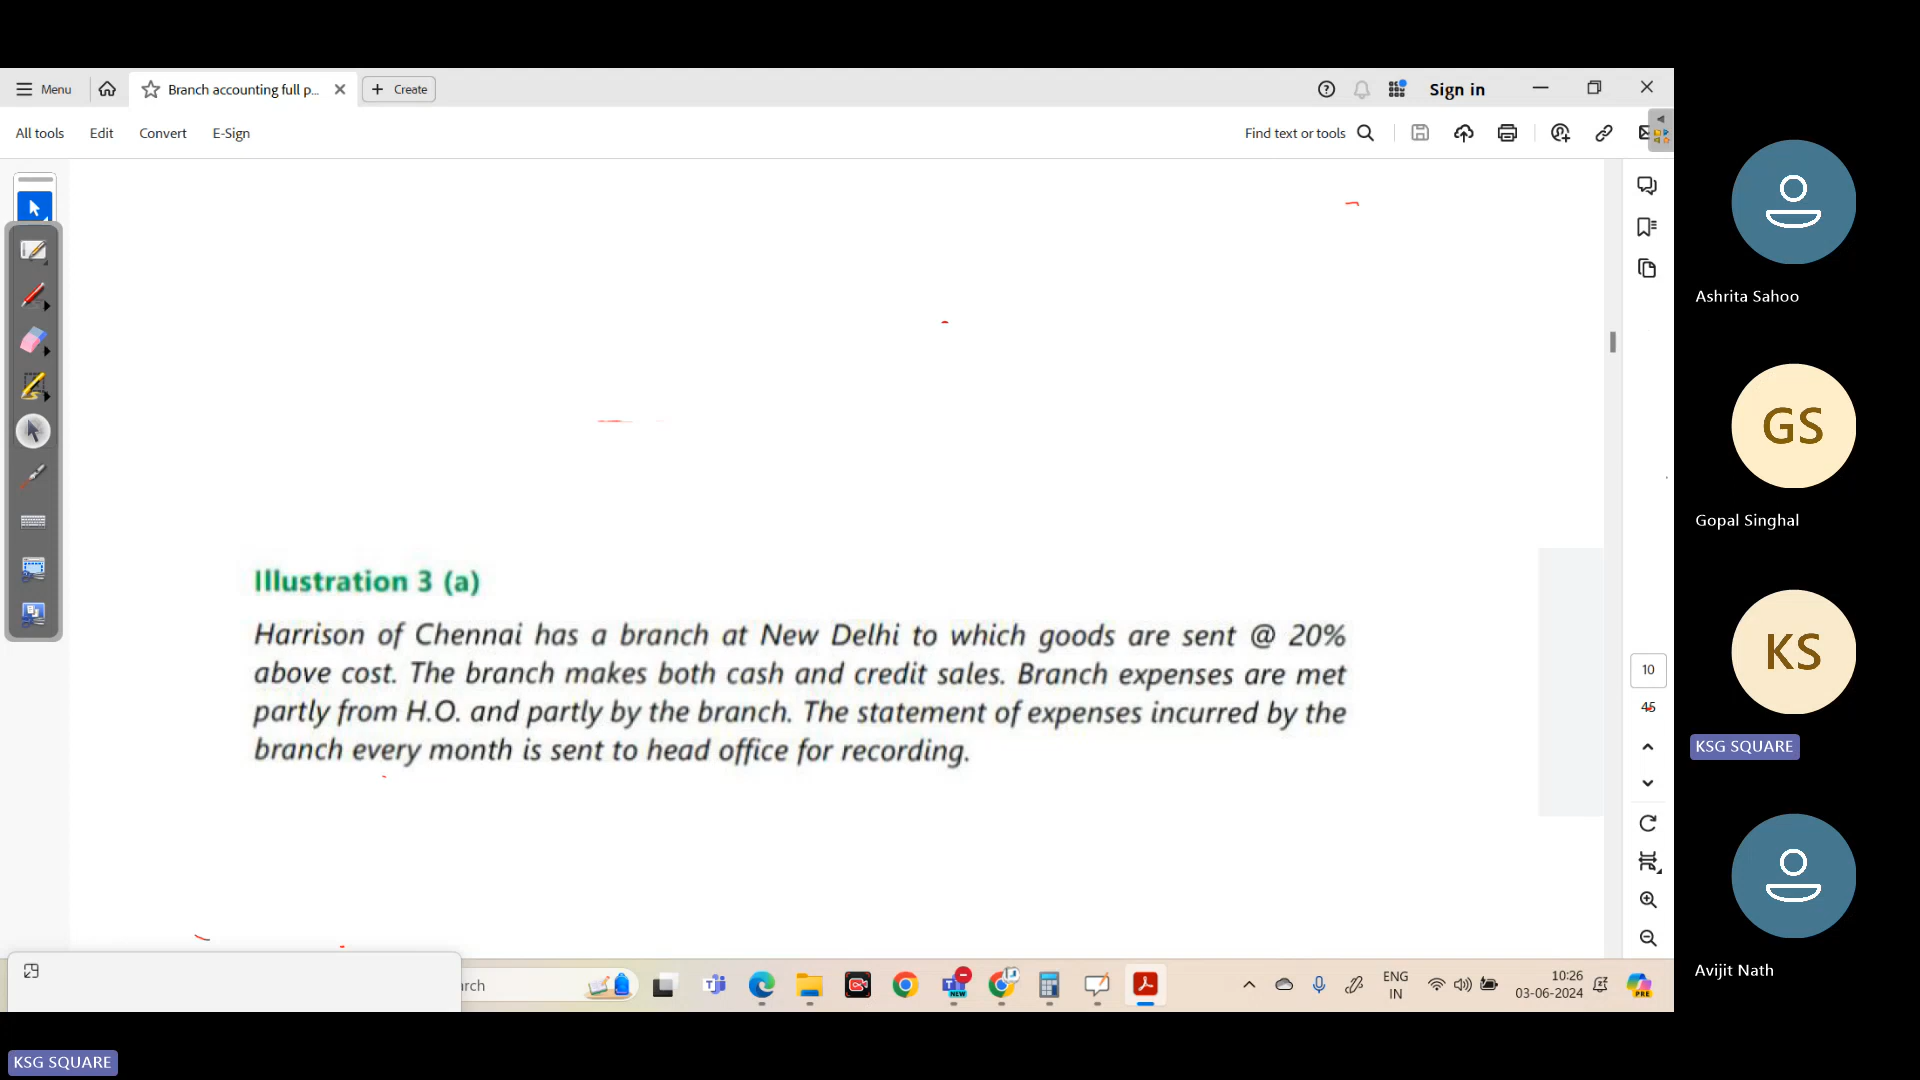 Menu
Branch accounting full p...
Create
Sign in
All tools
Edit
Convert
E-Sign
Find text or tools
Ashrita Sahoo
GS
Gopal Singhal
Illustration 3 (a)
Harrison of Chennai has a branch at New Delhi to which goods are sent @ 20%
above cost. The branch makes both cash and credit sales. Branch expenses are met
partly from H.O. and partly by the branch. The statement of expenses incurred by the
branch every month is sent to head office for recording.
10
45
KS
KSG SQUARE
Avijit Nath
rch
NEW
ENG
IN
10:26
03-06-2024
PRE
KSG SQUARE